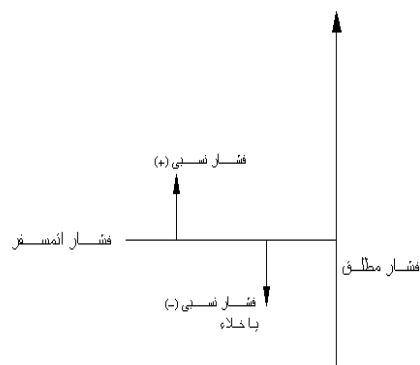 فشار نسبی (+)
فشار اتمسفر
فشار مطلق
فشار نسبی (-)
یا خلاء